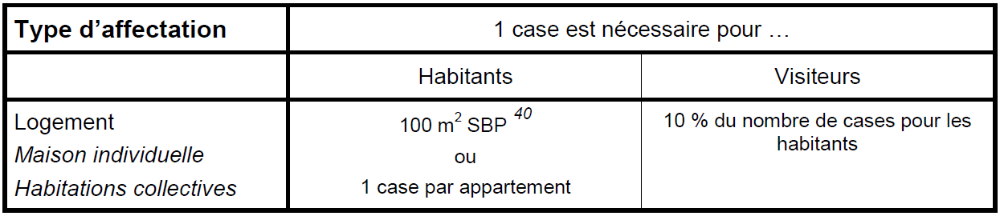 Type d’affectation
1 case est nécessaire pour …
Habitants
Visiteurs
Logement
Maison individuelle
Habitations collectives
100 m² SBP ⁴⁰
ou
1 case par appartement
10 % du nombre de cases pour les
habitants